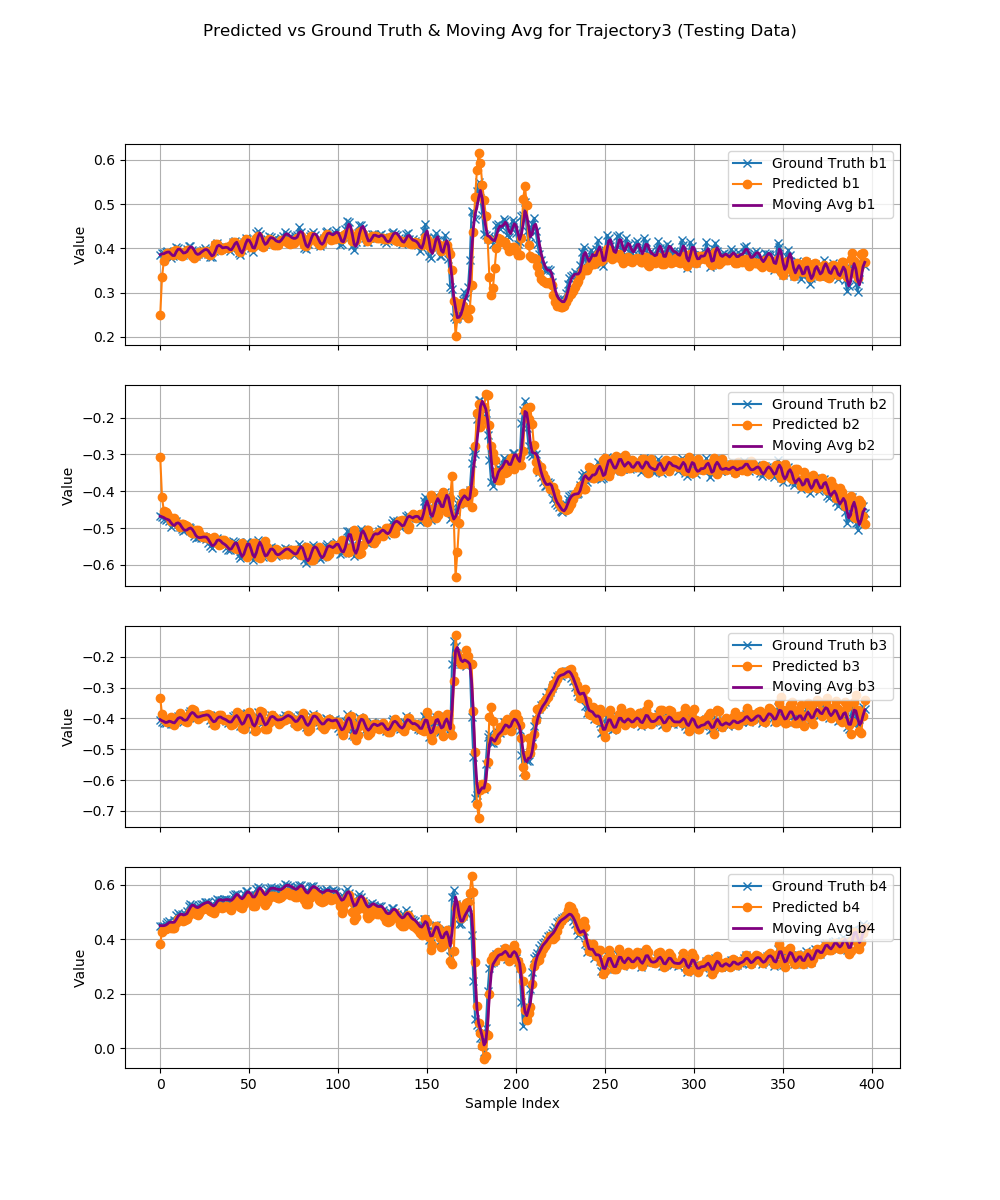 Predicted vs Ground Truth & Moving Avg for Trajectory3 (Testing Data)
0.6
0.5
0.4
0.3
0.2
Value
Ground Truth b1
Predicted b1
Moving Avg b1
−0.2
−0.3
−0.4
−0.5
−0.6
Value
Ground Truth b2
Predicted b2
Moving Avg b2
−0.2
−0.3
−0.4
−0.5
−0.6
−0.7
Value
Ground Truth b3
Predicted b3
Moving Avg b3
0.6
0.4
0.2
0.0
Value
Ground Truth b4
Predicted b4
Moving Avg b4
0 50 100 150 200 250 300 350 400
Sample Index